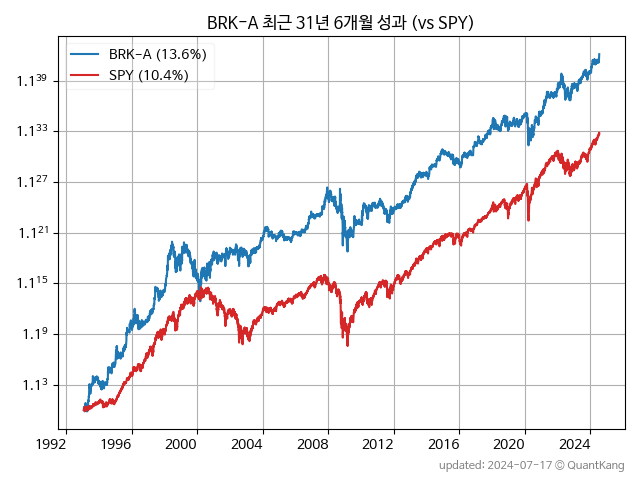 BRK-A 최근 31년 6개월 성과 (vs SPY)
BRK-A (13.6%)
SPY (10.4%)
1.1³⁹
1.1³³
1.1²⁷
1.1²¹
1.1¹⁵
1.1⁹
1.1³
1992 1996 2000 2004 2008 2012 2016 2020 2024
updated: 2024-07-17 © QuantKang